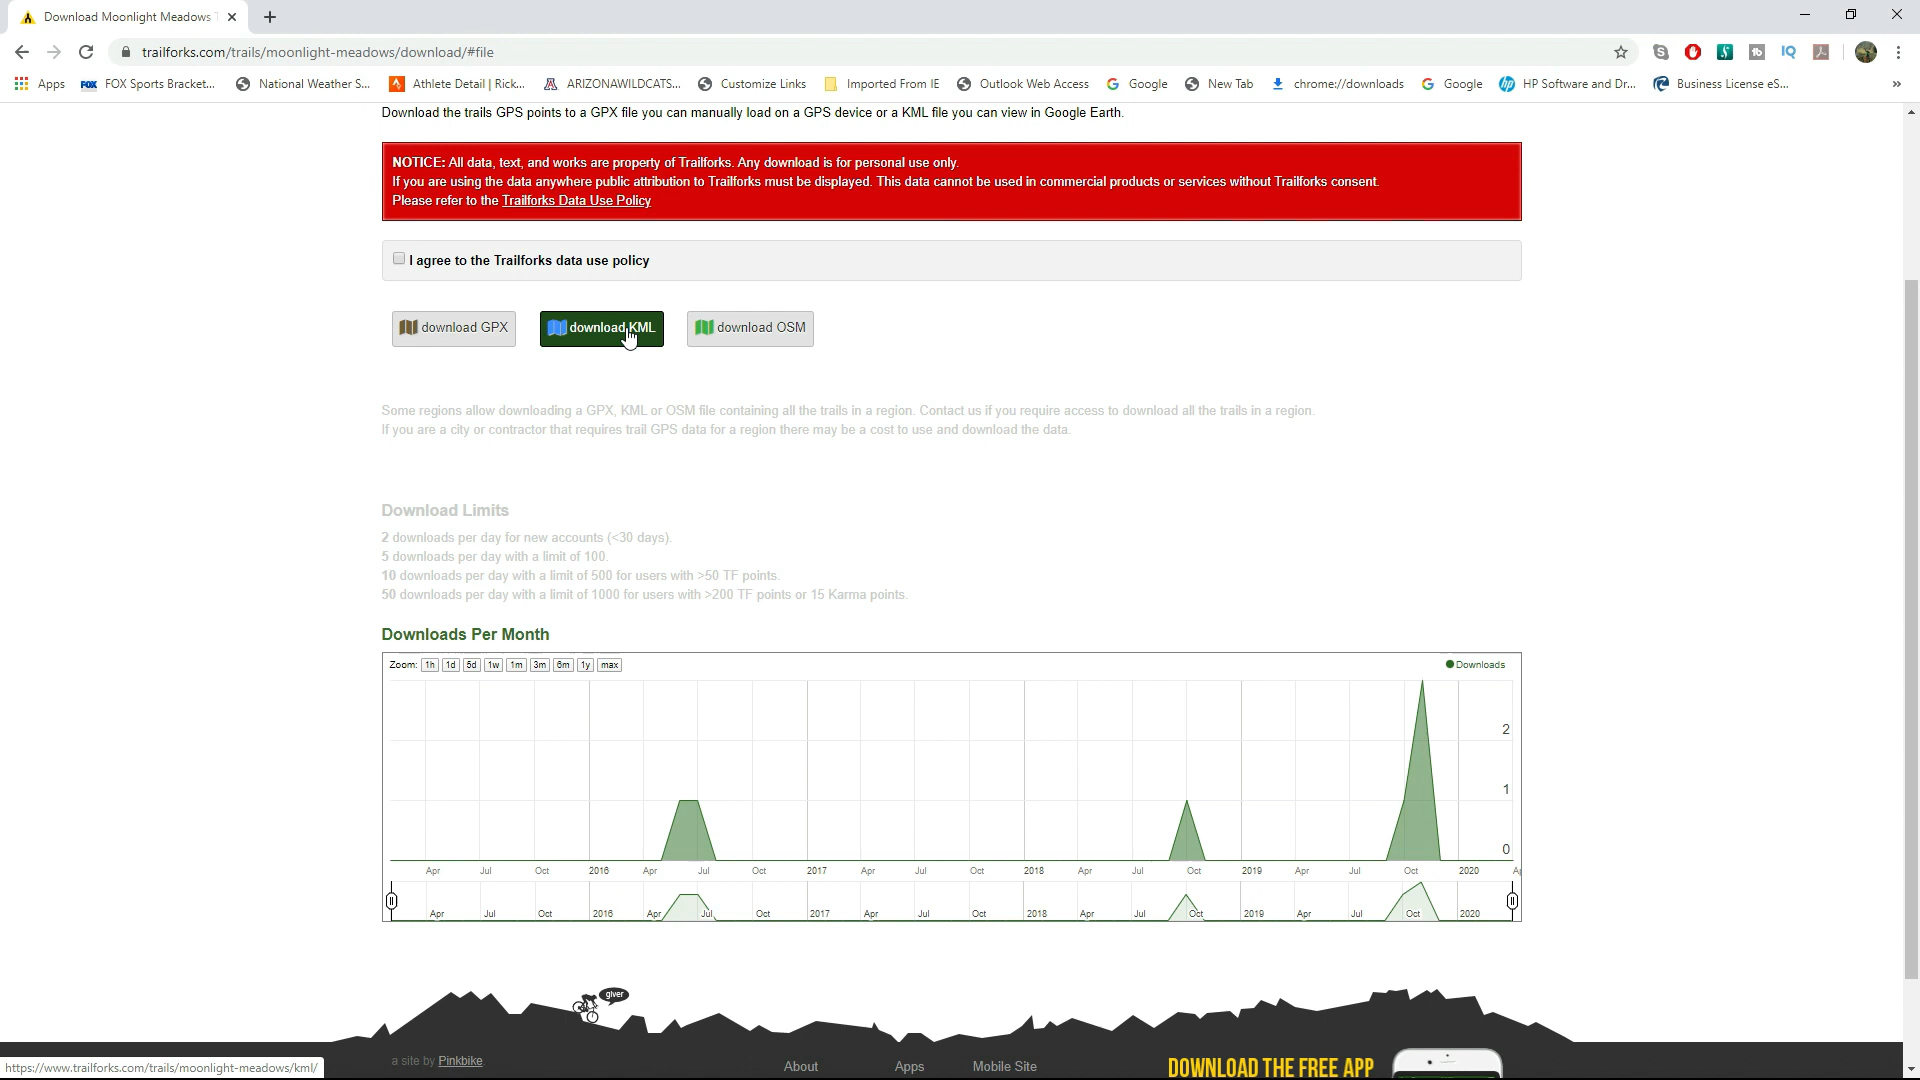 Download Moonlight Meadows T
trailforks.com/trails/moonlight-meadows/download/#file
Apps FOX Sports Bracket... National Weather S... Athlete Detail | Rick... ARIZONAWILDCATS... Customize Links Imported From IE Outlook Web Access Google New Tab chrome://downloads Google HP Software and Dr... Business License eS... »
Download the trails GPS points to a GPX file you can manually load on a GPS device or a KML file you can view in Google Earth.
NOTICE: All data, text, and works are property of Trailforks. Any download is for personal use only.
If you are using the data anywhere public attribution to Trailforks must be displayed. This data cannot be used in commercial products or services without Trailforks consent.
Please refer to the Trailforks Data Use Policy
I agree to the Trailforks data use policy
download GPX download KML download OSM
Some regions allow downloading a GPX, KML or OSM file containing all the trails in a region. Contact us if you require access to download all the trails in a region.
If you are a city or contractor that requires trail GPS data for a region there may be a cost to use and download the data.
Download Limits
2 downloads per day for new accounts (<30 days).
5 downloads per day with a limit of 100.
10 downloads per day with a limit of 500 for users with >50 TF points.
50 downloads per day with a limit of 1000 for users with >200 TF points or 15 Karma points.
Downloads Per Month
Zoom: 1h 1d 5d 1w 1m 3m 6m 1y max Downloads
2
1
0
Apr Jul Oct 2016 Apr Jul Oct 2017 Apr Jul Oct 2018 Apr Jul Oct 2019 Apr Jul Oct 2020 Ap
Apr Jul Oct 2016 Apr Jul Oct 2017 Apr Jul Oct 2018 Apr Jul Oct 2019 Apr Jul Oct 2020
giver
a site by Pinkbike About Apps Mobile Site DOWNLOAD THE FREE APP
https://www.trailforks.com/trails/moonlight-meadows/kml/